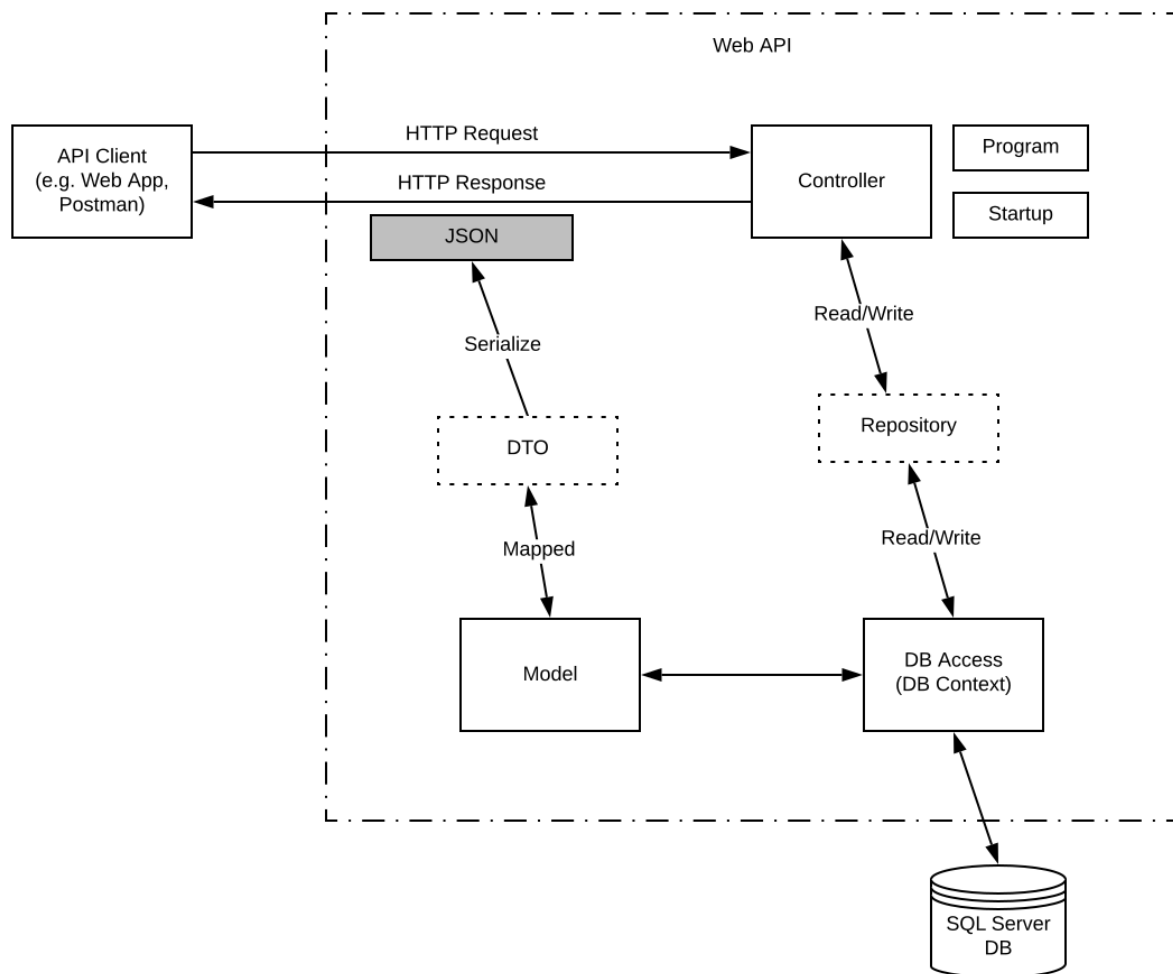 Web API
HTTP Request
API Client
(e.g. Web App,
Postman)
HTTP Response
Controller
Program
Startup
JSON
Read/Write
Serialize
Repository
DTO
Read/Write
Mapped
Model
DB Access
(DB Context)
SQL Server
DB